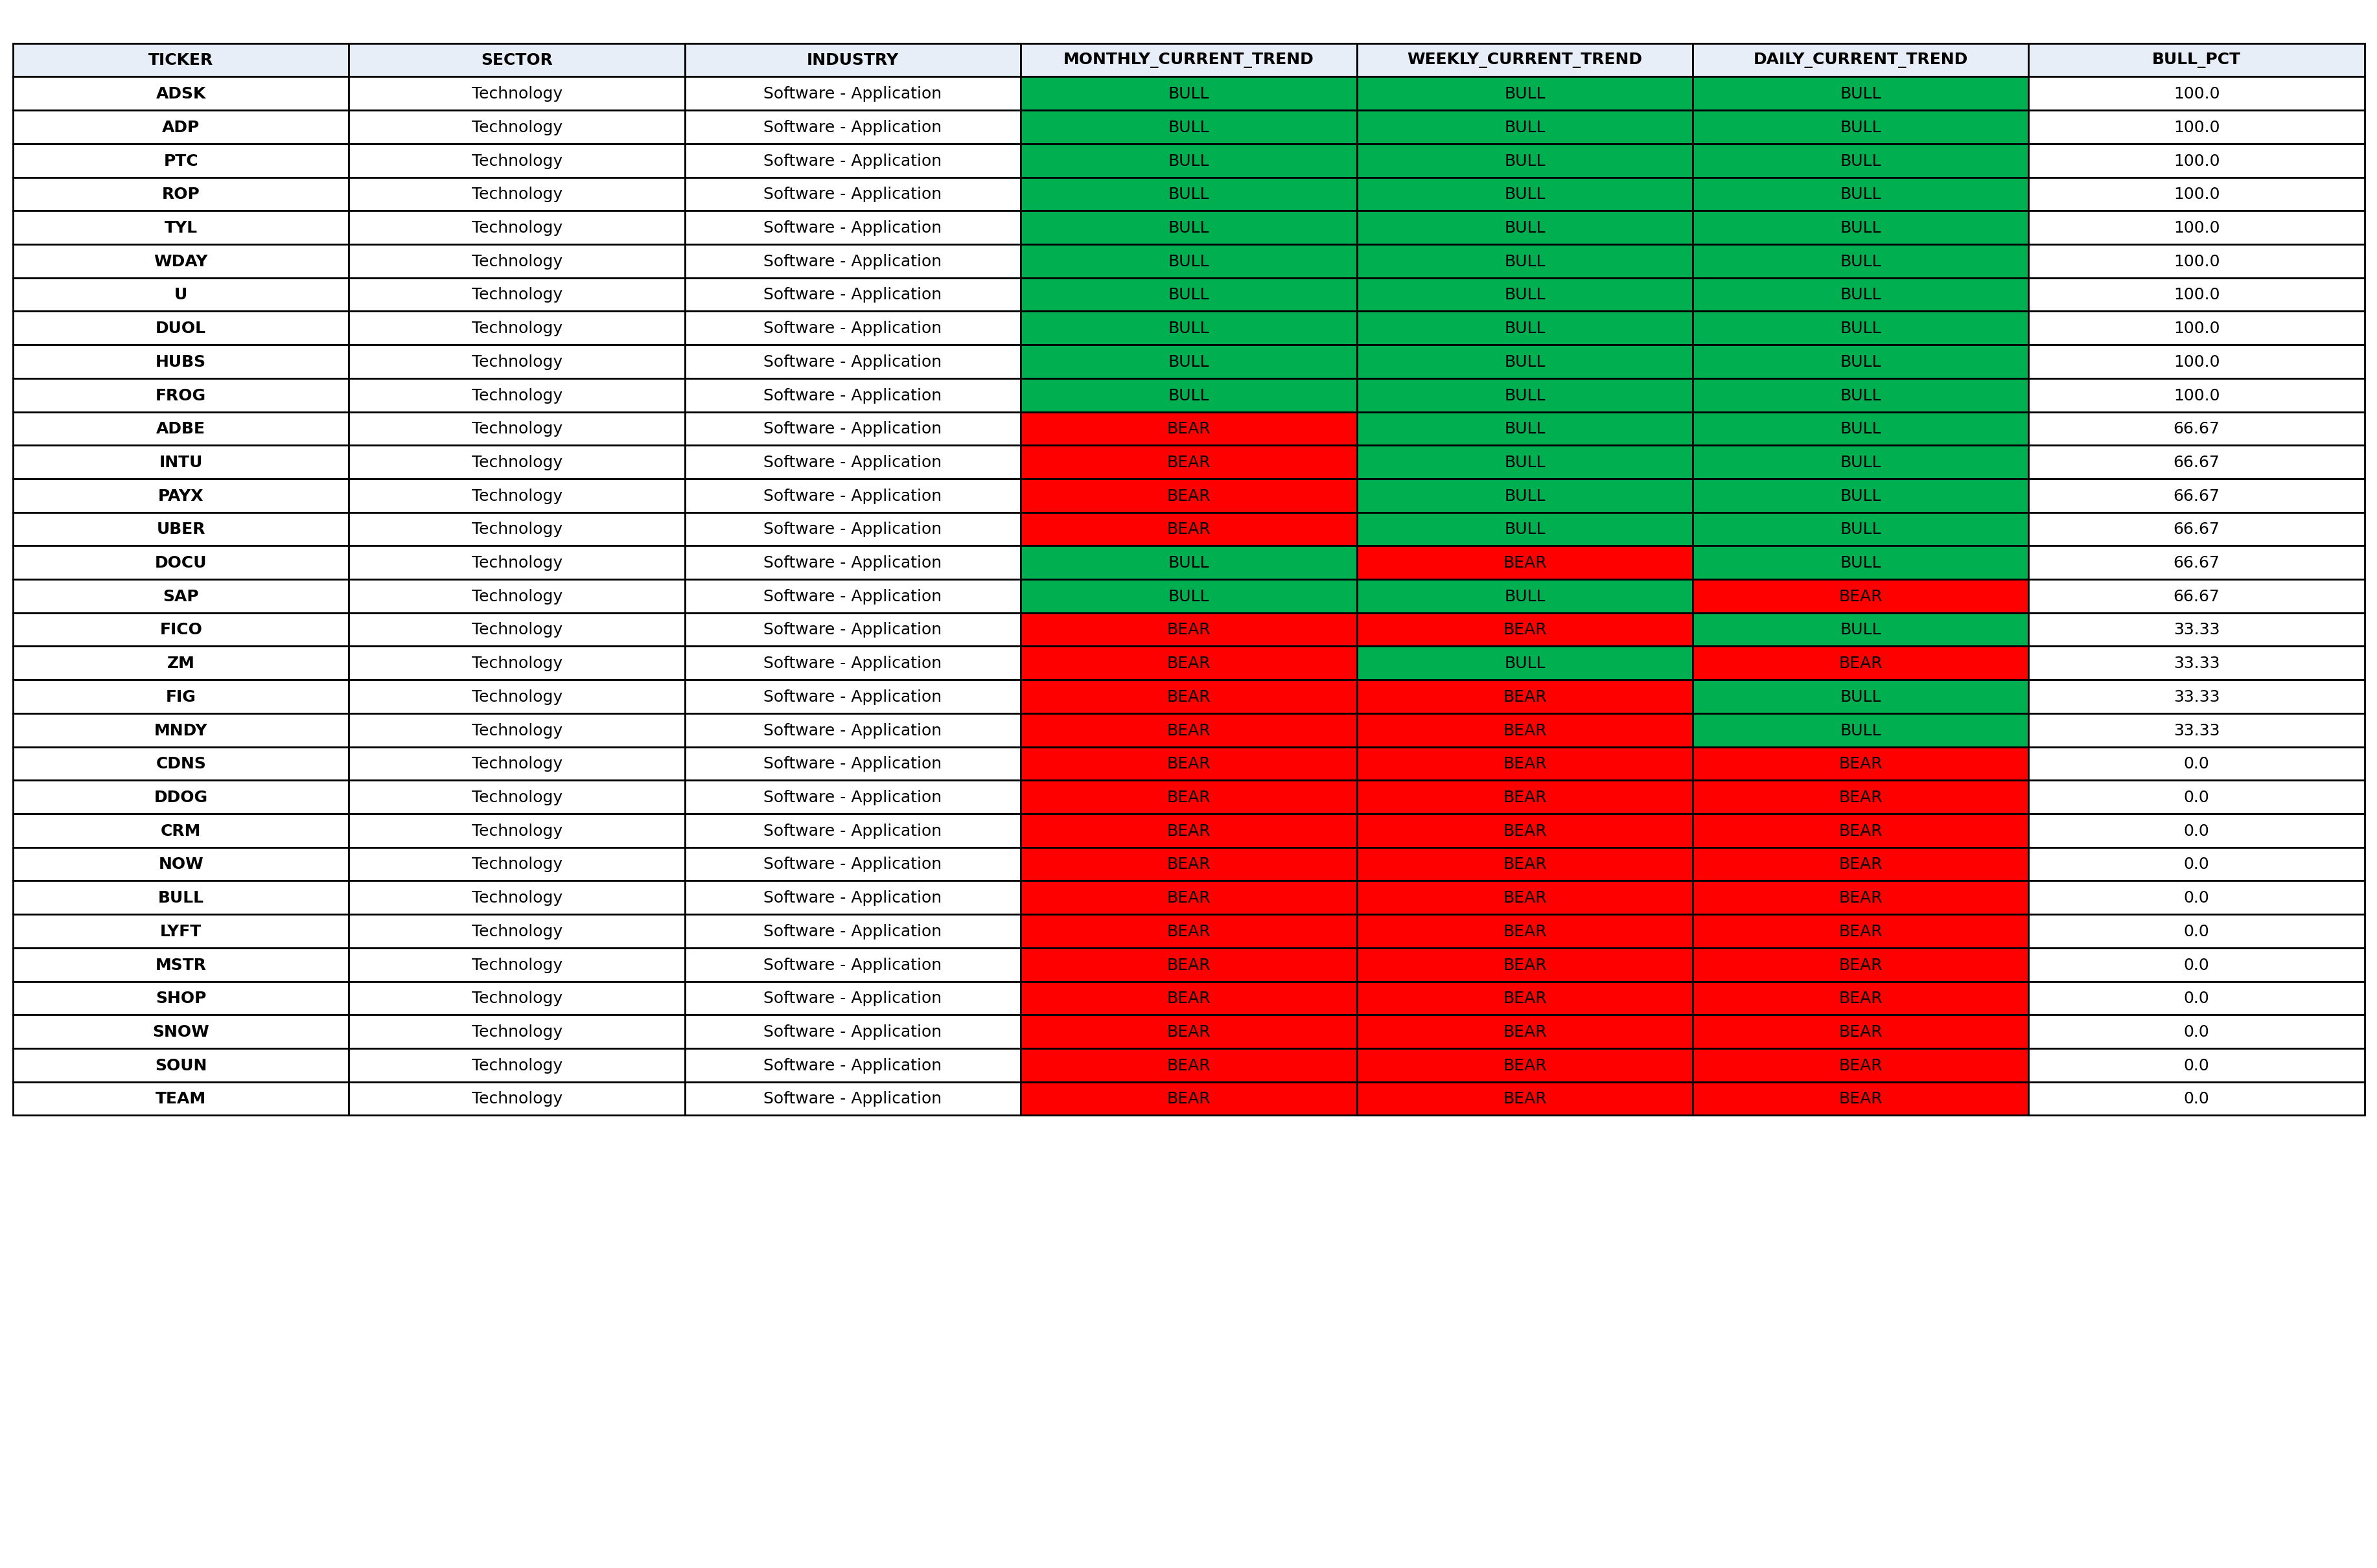 TICKER SECTOR INDUSTRY MONTHLY_CURRENT_TREND WEEKLY_CURRENT_TREND DAILY_CURRENT_TREND BULL_PCT
ADSK Technology Software - Application BULL BULL BULL 100.0
ADP Technology Software - Application BULL BULL BULL 100.0
PTC Technology Software - Application BULL BULL BULL 100.0
ROP Technology Software - Application BULL BULL BULL 100.0
TYL Technology Software - Application BULL BULL BULL 100.0
WDAY Technology Software - Application BULL BULL BULL 100.0
U Technology Software - Application BULL BULL BULL 100.0
DUOL Technology Software - Application BULL BULL BULL 100.0
HUBS Technology Software - Application BULL BULL BULL 100.0
FROG Technology Software - Application BULL BULL BULL 100.0
ADBE Technology Software - Application BEAR BULL BULL 66.67
INTU Technology Software - Application BEAR BULL BULL 66.67
PAYX Technology Software - Application BEAR BULL BULL 66.67
UBER Technology Software - Application BEAR BULL BULL 66.67
DOCU Technology Software - Application BULL BEAR BULL 66.67
SAP Technology Software - Application BULL BULL BEAR 66.67
FICO Technology Software - Application BEAR BEAR BULL 33.33
ZM Technology Software - Application BEAR BULL BEAR 33.33
FIG Technology Software - Application BEAR BEAR BULL 33.33
MNDY Technology Software - Application BEAR BEAR BULL 33.33
CDNS Technology Software - Application BEAR BEAR BEAR 0.0
DDOG Technology Software - Application BEAR BEAR BEAR 0.0
CRM Technology Software - Application BEAR BEAR BEAR 0.0
NOW Technology Software - Application BEAR BEAR BEAR 0.0
BULL Technology Software - Application BEAR BEAR BEAR 0.0
LYFT Technology Software - Application BEAR BEAR BEAR 0.0
MSTR Technology Software - Application BEAR BEAR BEAR 0.0
SHOP Technology Software - Application BEAR BEAR BEAR 0.0
SNOW Technology Software - Application BEAR BEAR BEAR 0.0
SOUN Technology Software - Application BEAR BEAR BEAR 0.0
TEAM Technology Software - Application BEAR BEAR BEAR 0.0